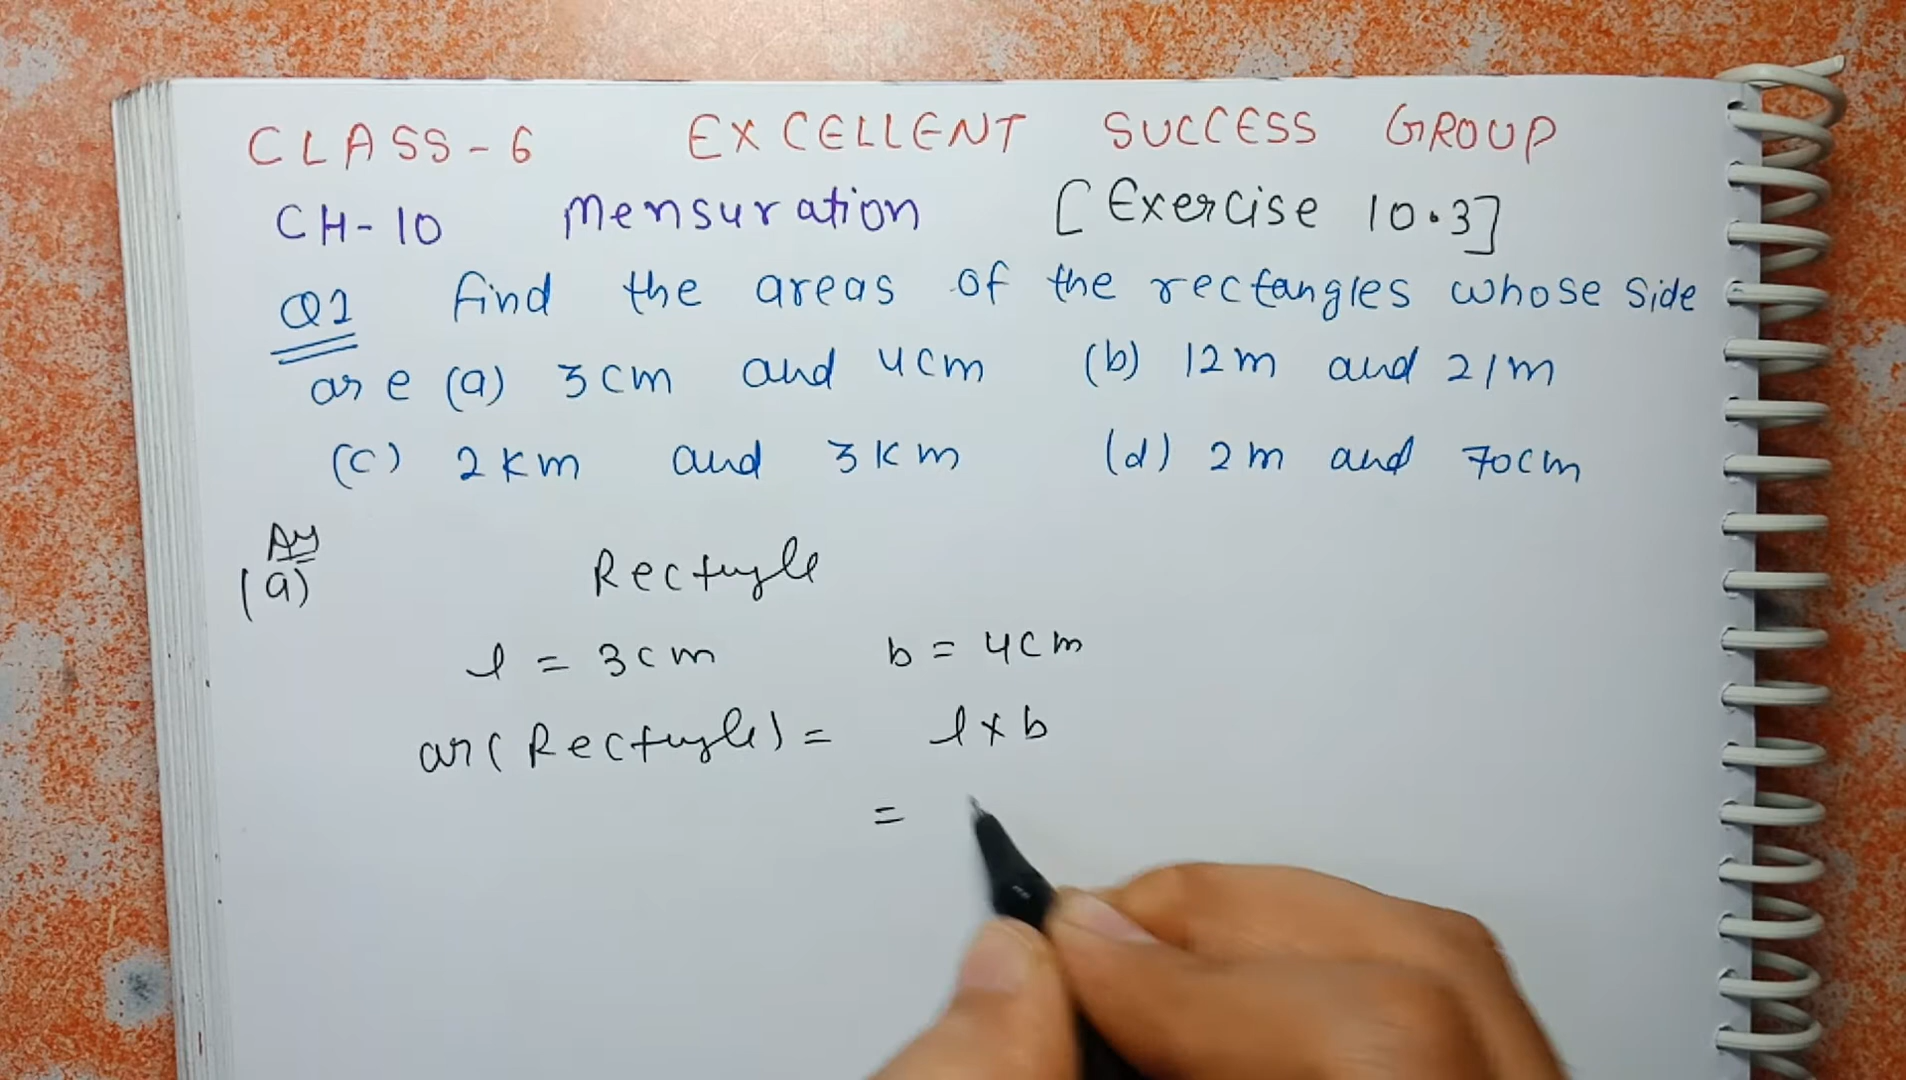 CLASS-6 EXCELLENT SUCCESS GROUP
CH-10 Mensuration [Exercise 10.3]
Q1 Find the areas of the rectangles whose side
are (a) 3cm and 4cm (b) 12m and 21m
(c) 2km and 3km (d) 2m and 70cm
(a) Rectangle
l = 3cm b = 4cm
ar(Rectangle) = l × b
=